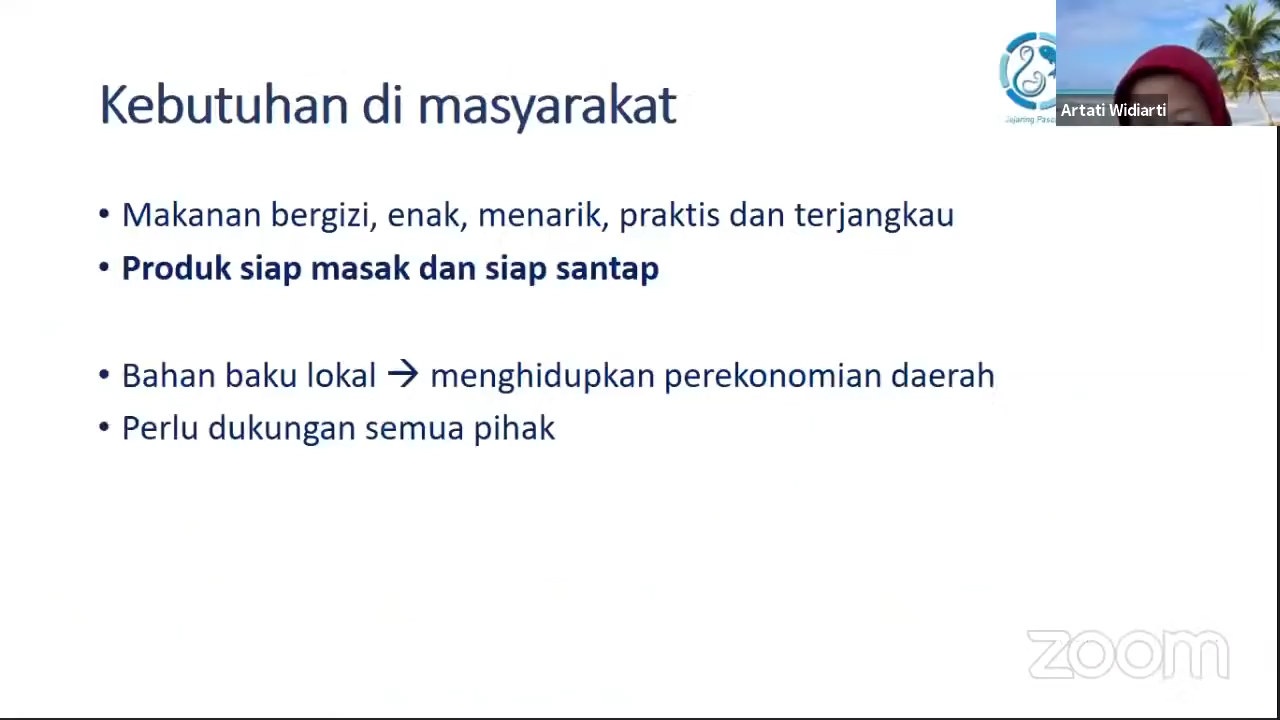 Kebutuhan di masyarakat
Artati Widiarti
• Makanan bergizi, enak, menarik, praktis dan terjangkau
• Produk siap masak dan siap santap
• Bahan baku lokal → menghidupkan perekonomian daerah
• Perlu dukungan semua pihak
zoom